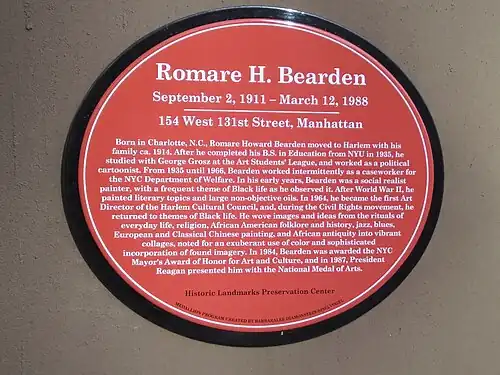 Romare H. Bearden
September 2, 1911 – March 12, 1988
154 West 131st Street, Manhattan
Born in Charlotte, N.C., Romare Howard Bearden moved to Harlem with his
family ca. 1914. After he completed his B.S. in Education from NYU in 1935, he
studied with George Grosz at the Art Students' League, and worked as a political
cartoonist. From 1935 until 1966, Bearden worked intermittently as a caseworker for
the NYC Department of Welfare. In his early years, Bearden was a social realist
painter, with a frequent theme of Black life as he observed it. After World War II, he
painted literary topics and large non-objective oils. In 1964, he became the first Art
Director of the Harlem Cultural Council, and, during the Civil Rights movement, he
returned to themes of Black life. He wove images and ideas from the rituals of
everyday life, religion, African American folklore and history, jazz, blues,
European and Classical Chinese painting, and African antiquity into vibrant
collages, noted for an exuberant use of color and sophisticated
incorporation of found imagery. In 1984, Bearden was awarded the NYC
Mayor's Award of Honor for Art and Culture, and in 1987, President
Reagan presented him with the National Medal of Arts.
Historic Landmarks Preservation Center
MEDALLION PROGRAM CREATED BY BARBARALEE DIAMONSTEIN-SPIELVOGEL